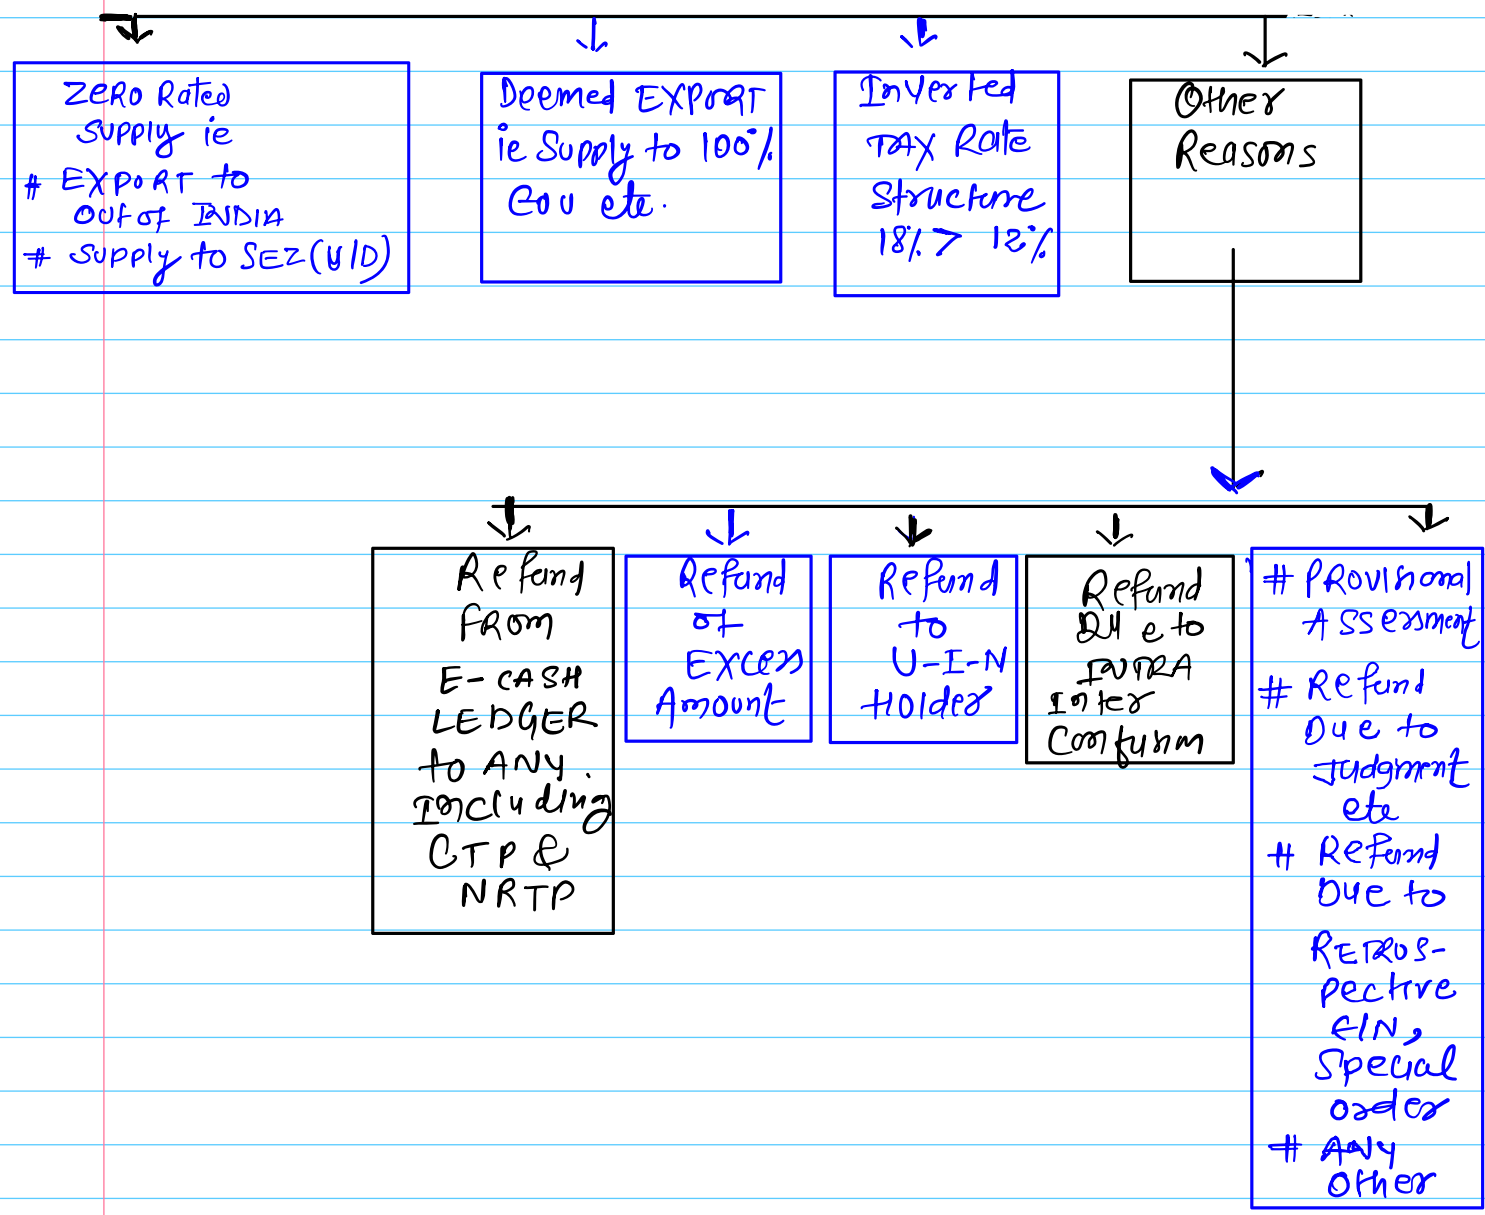 Zero Rated
Supply ie
# EXPORT to
out of INDIA
# Supply to SEZ (U/D)
Deemed EXPORT
ie Supply to 100%
EOU etc.
Inverted
TAX Rate
Structure
18% > 12%
Other
Reasons
Refund
FROM
E-CASH
LEDGER
to ANY.
Including
CTP &
NRTP
Refund
of
Excess
Amount
Refund
to
U-I-N
Holder
Refund
Due to
INTRA
Inter
Confusion
# Provisional
Assessment
# Refund
Due to
Judgment
etc
# Refund
Due to
RETROS-
pective
E/N,
Special
order
# ANY
Other